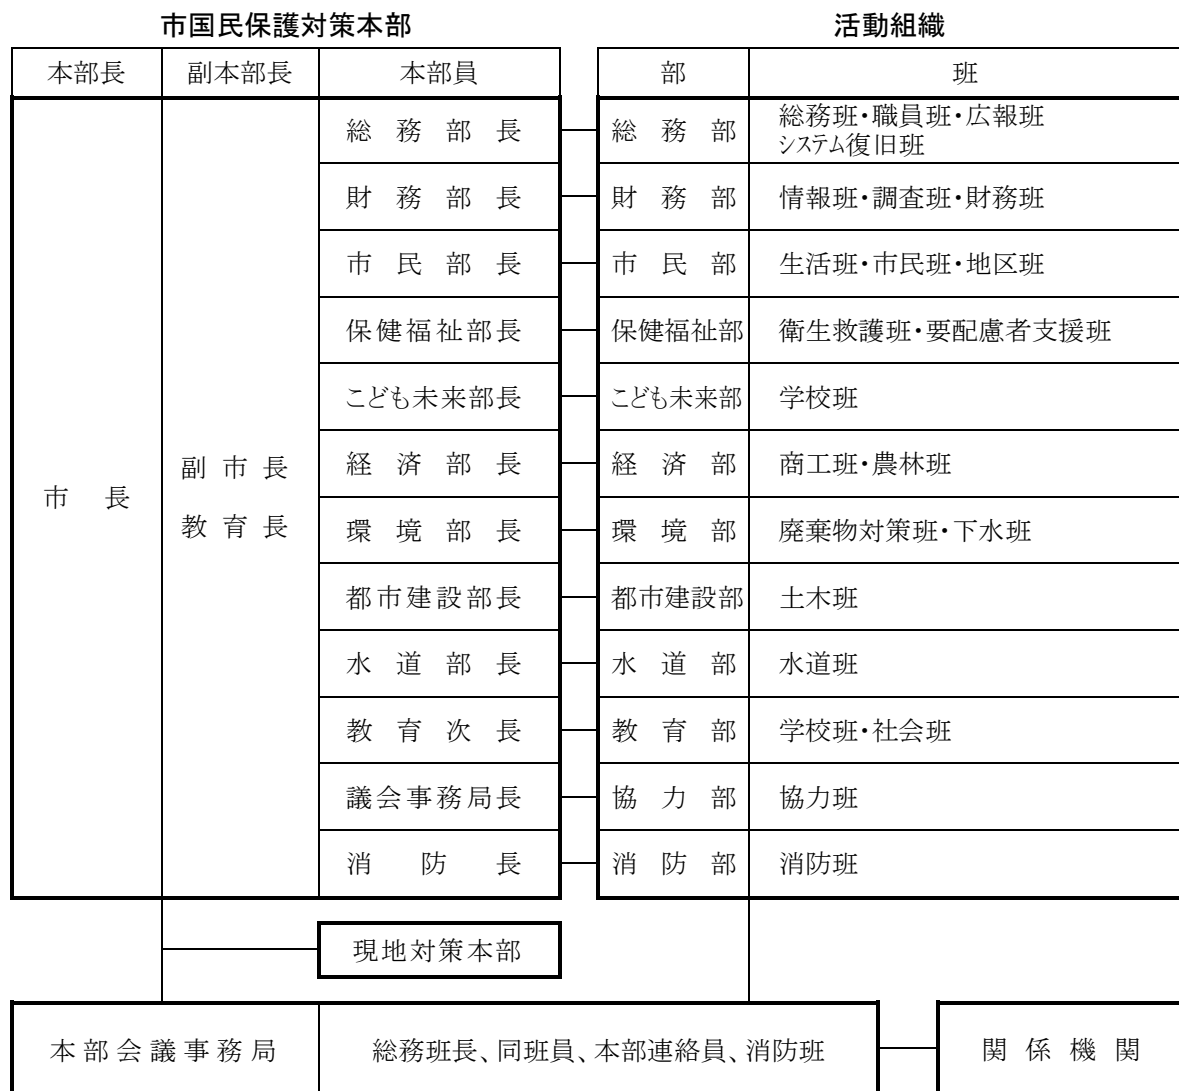 市国民保護対策本部 活動組織
本部長 副本部長 本部員 部 班
市長
副市長
教育長
総務部長 総務部 総務班・職員班・広報班
システム復旧班
財務部長 財務部 情報班・調査班・財務班
市民部長 市民部 生活班・市民班・地区班
保健福祉部長 保健福祉部 衛生救護班・要配慮者支援班
こども未来部長 こども未来部 学校班
経済部長 経済部 商工班・農林班
環境部長 環境部 廃棄物対策班・下水班
都市建設部長 都市建設部 土木班
水道部長 水道部 水道班
教育次長 教育部 学校班・社会班
議会事務局長 協力部 協力班
消防長 消防部 消防班
現地対策本部
本部会議事務局 総務班長、同班員、本部連絡員、消防班 関係機関